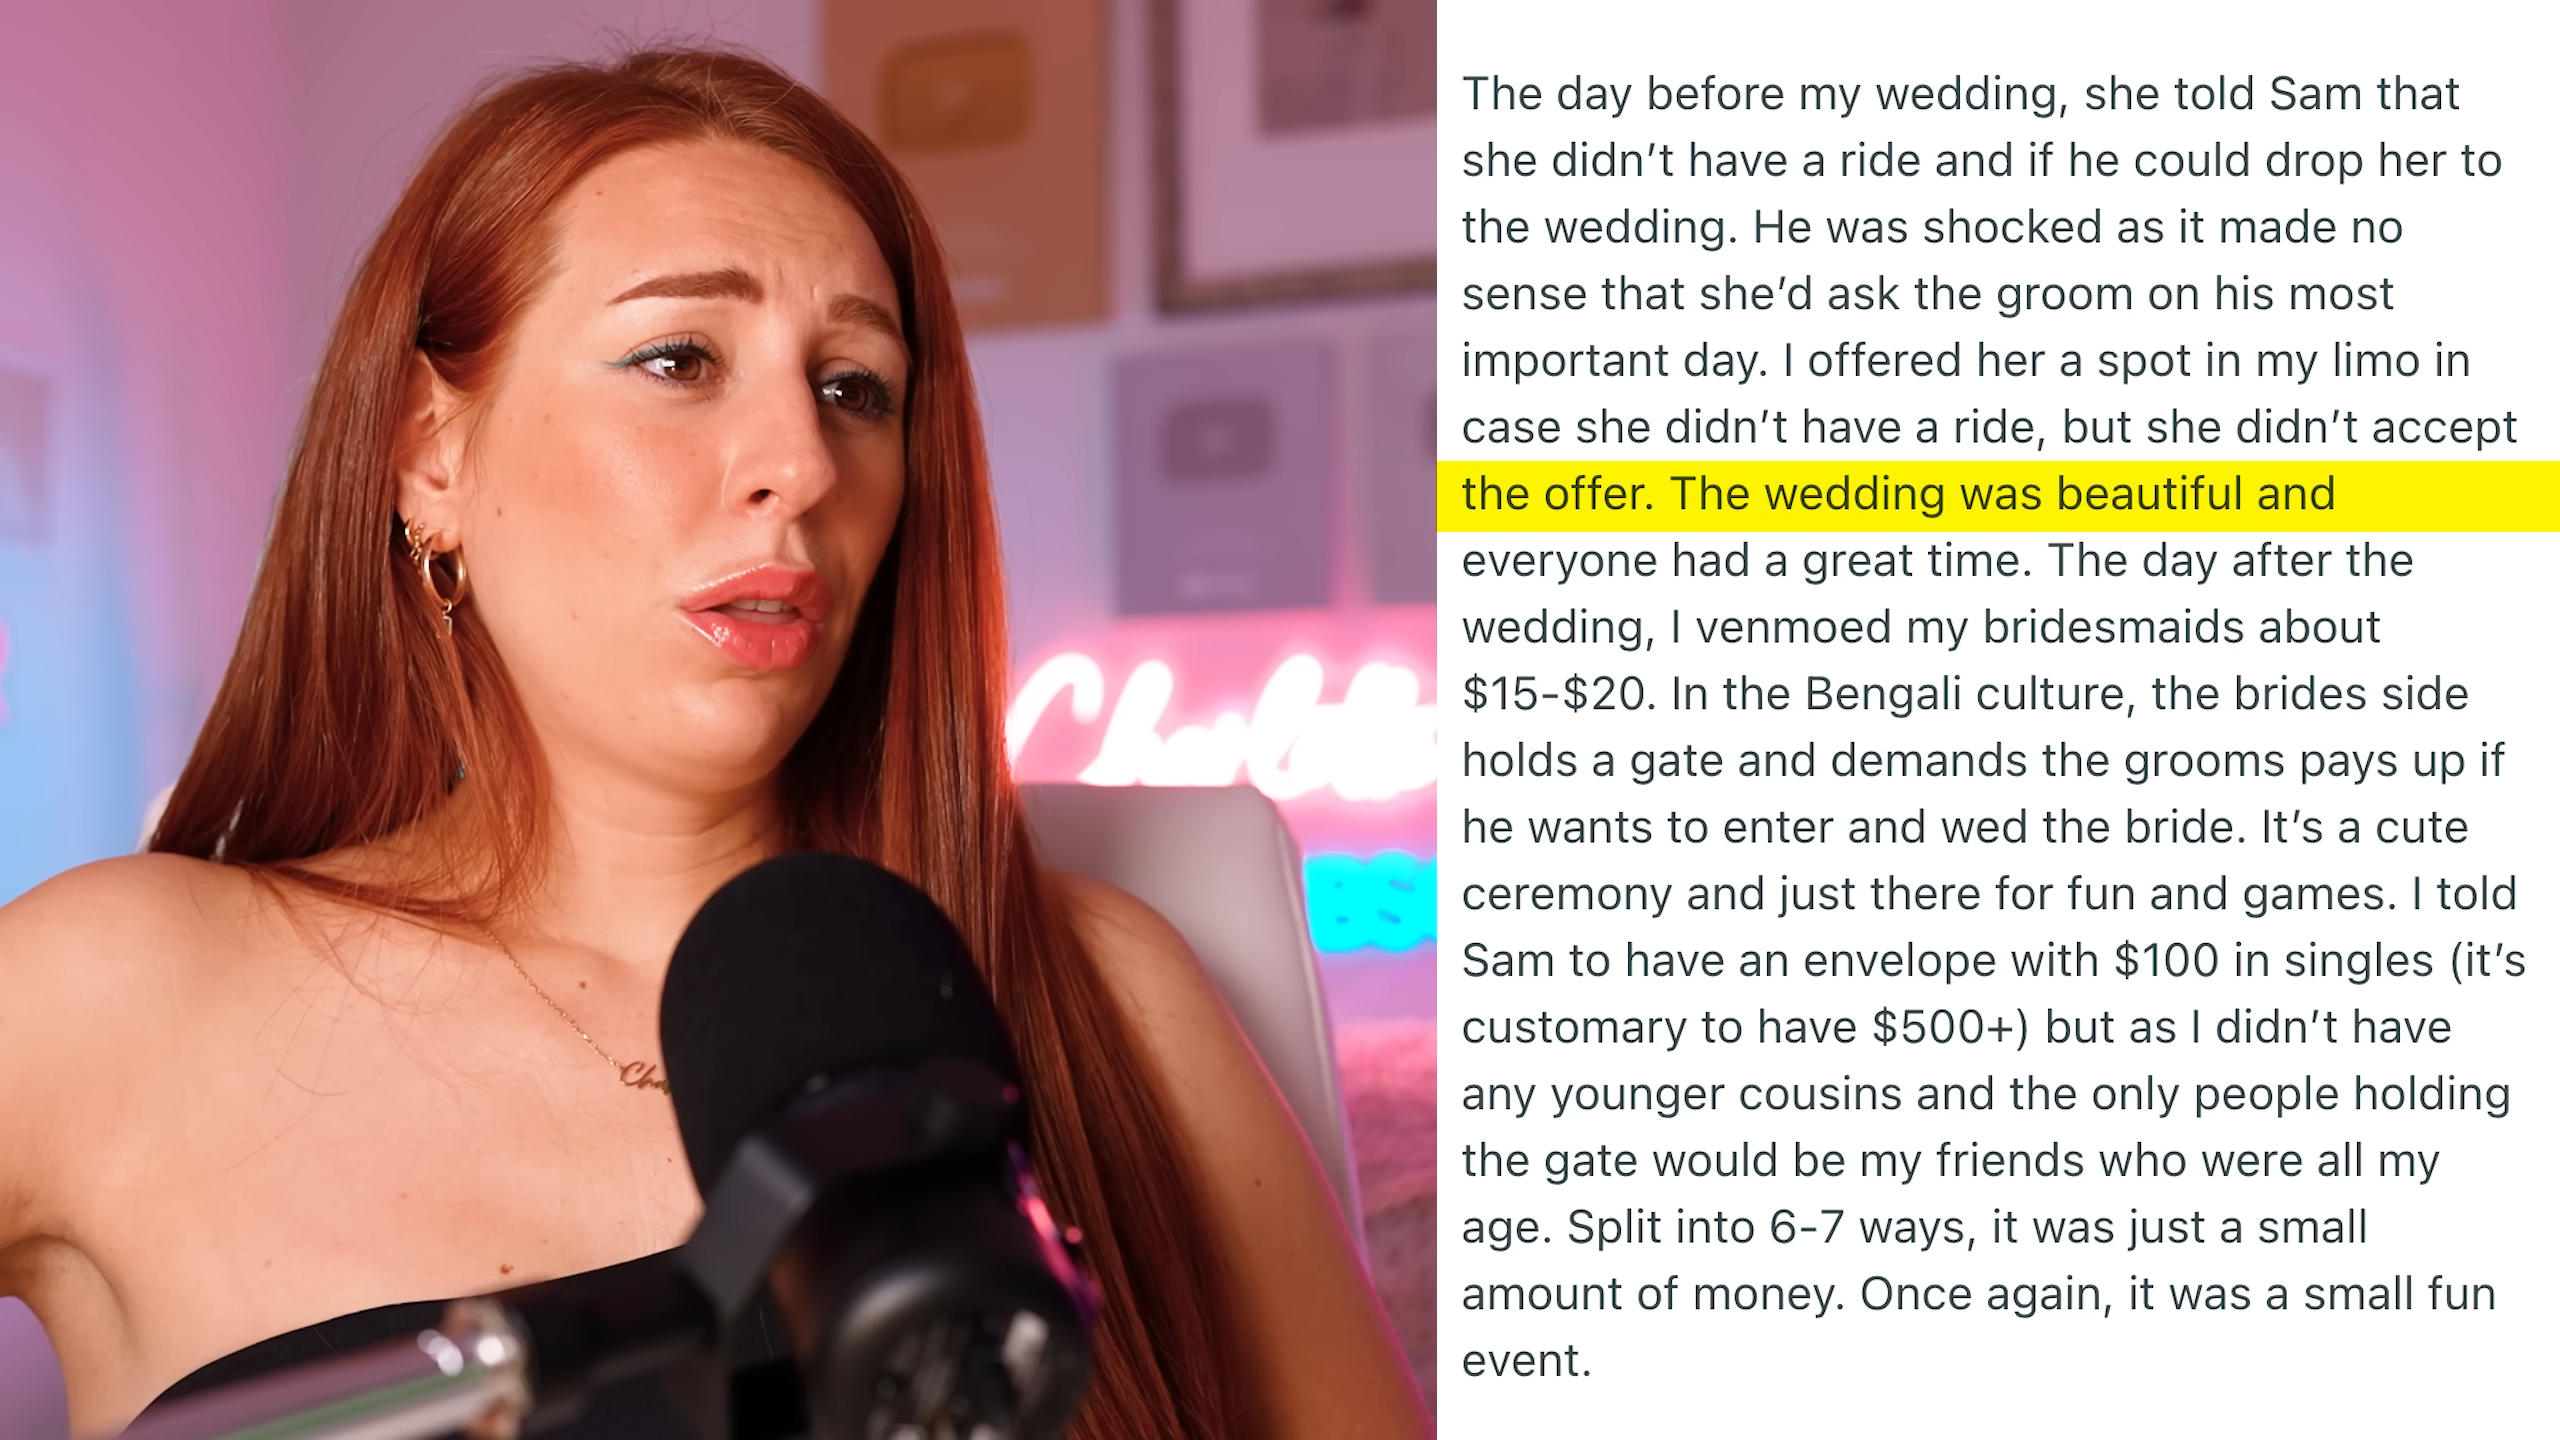 The day before my wedding, she told Sam that
she didn’t have a ride and if he could drop her to
the wedding. He was shocked as it made no
sense that she’d ask the groom on his most
important day. I offered her a spot in my limo in
case she didn’t have a ride, but she didn’t accept
the offer. The wedding was beautiful and
everyone had a great time. The day after the
wedding, I venmoed my bridesmaids about
$15-$20. In the Bengali culture, the brides side
holds a gate and demands the grooms pays up if
he wants to enter and wed the bride. It’s a cute
ceremony and just there for fun and games. I told
Sam to have an envelope with $100 in singles (it’s
customary to have $500+) but as I didn’t have
any younger cousins and the only people holding
the gate would be my friends who were all my
age. Split into 6-7 ways, it was just a small
amount of money. Once again, it was a small fun
event.